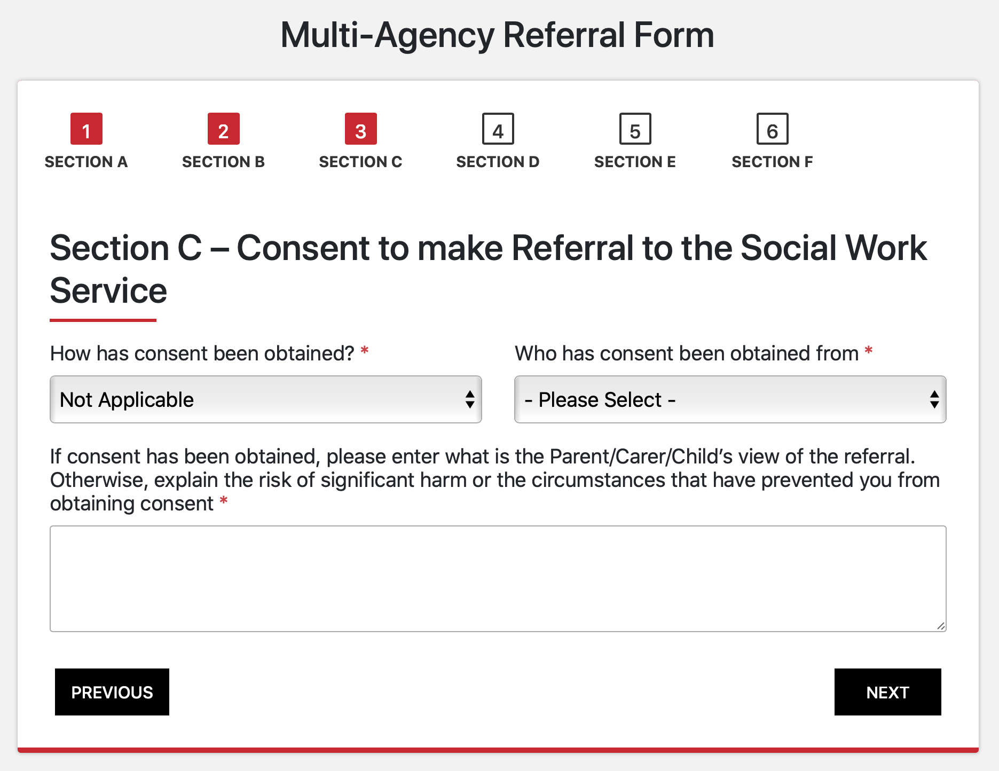 Multi-Agency Referral Form
1 2 3 4 5 6
SECTION A SECTION B SECTION C SECTION D SECTION E SECTION F
Section C – Consent to make Referral to the Social Work
Service
How has consent been obtained? * Who has consent been obtained from *
Not Applicable - Please Select -
If consent has been obtained, please enter what is the Parent/Carer/Child’s view of the referral.
Otherwise, explain the risk of significant harm or the circumstances that have prevented you from
obtaining consent *
PREVIOUS NEXT